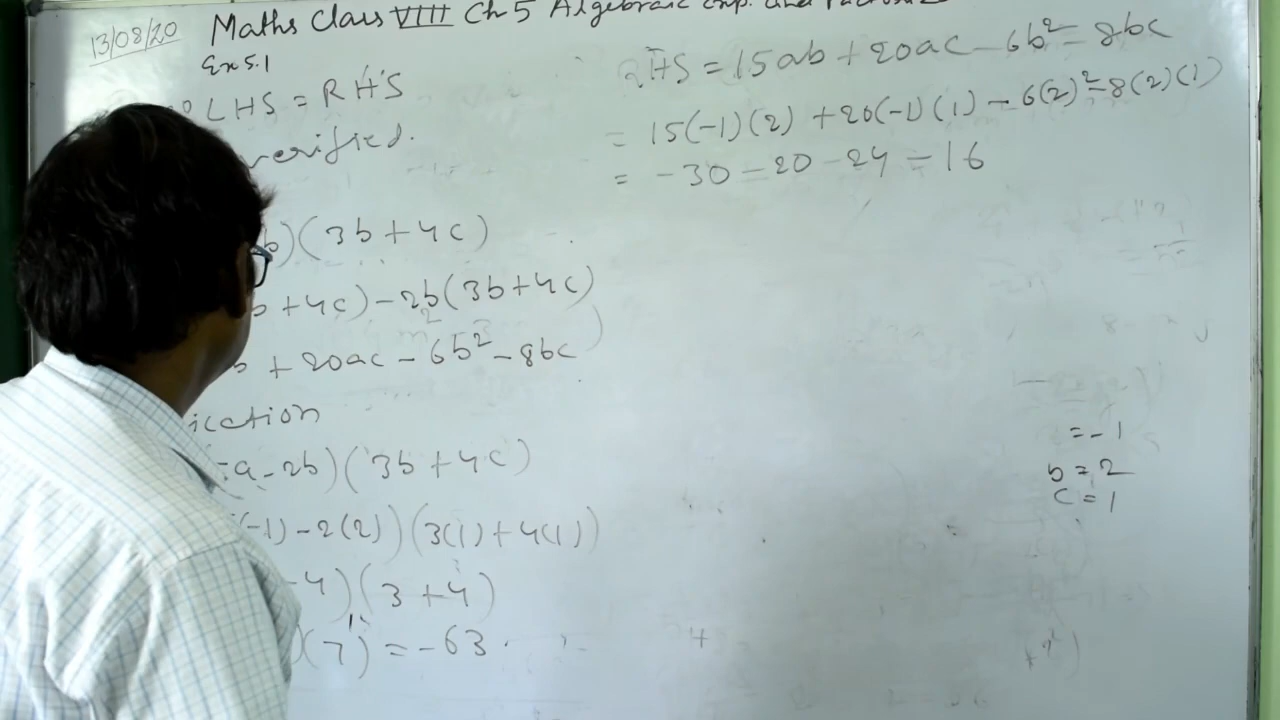 13/08/20 Maths Class VIII Ch 5 Algebraic Exp. and
Ex 5.1
LHS = RHS
verified.
b)(3b+4c)
b+4c)-2b(3b+4c)
b + 20ac - 6b² - 8bc
ication
a-2b)(3b+4c)
(-1)-2(2))(3(1)+4(1))
-4)(3+4)
)(7) = -63.
RHS = 15ab + 20ac - 6b² - 8bc
= 15(-1)(2) + 20(-1)(1) - 6(2)² - 8(2)(1)
= -30 - 20 - 24 - 16
= -1
b = 2
c = 1